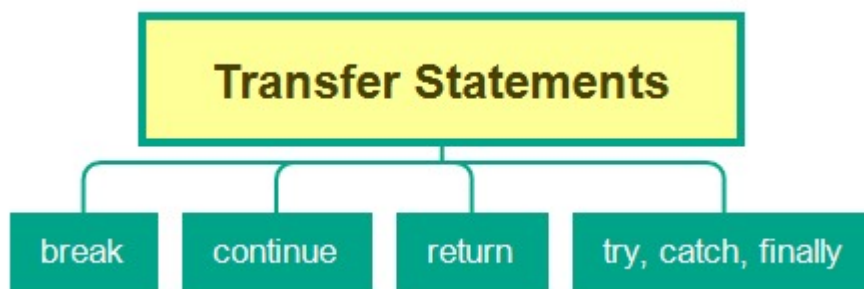 Transfer Statements
break
continue
return
try, catch, finally